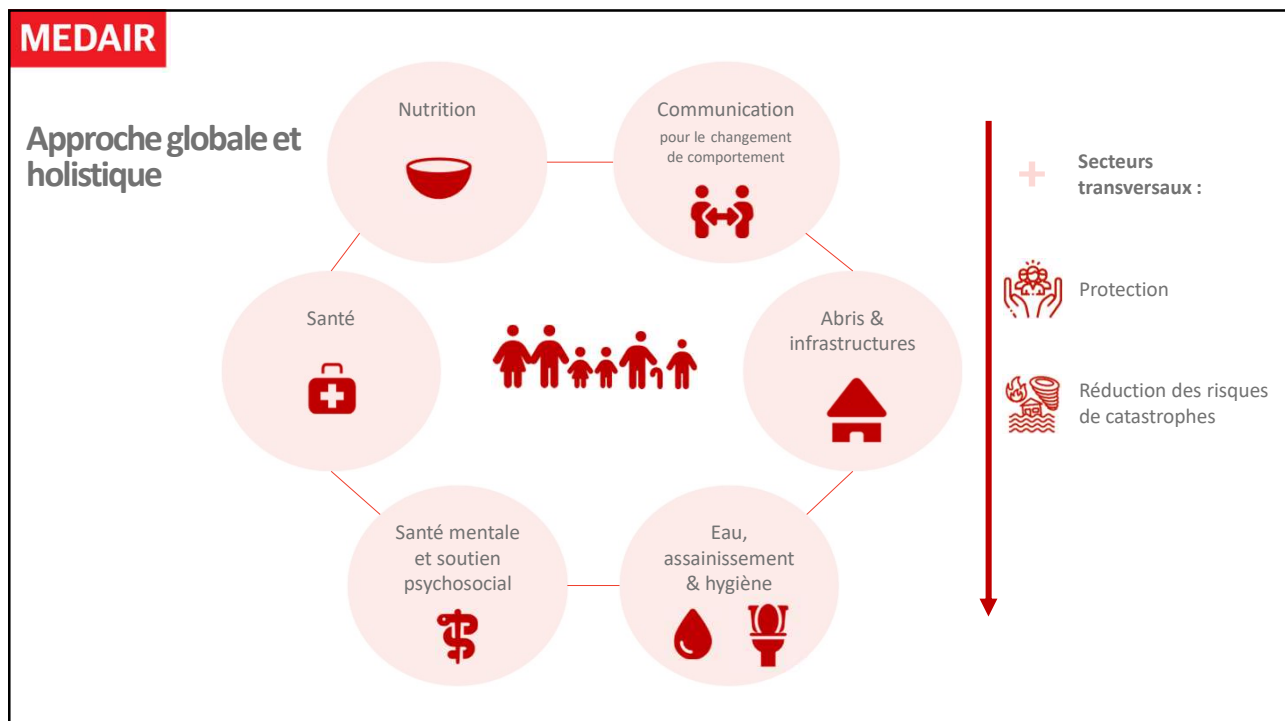 MEDAIR
Approche globale et
holistique
Nutrition
Communication
pour le changement
de comportement
Santé
Abris &
infrastructures
Santé mentale
et soutien
psychosocial
Eau,
assainissement
& hygiène
+ Secteurs
transversaux :
Protection
Réduction des risques
de catastrophes